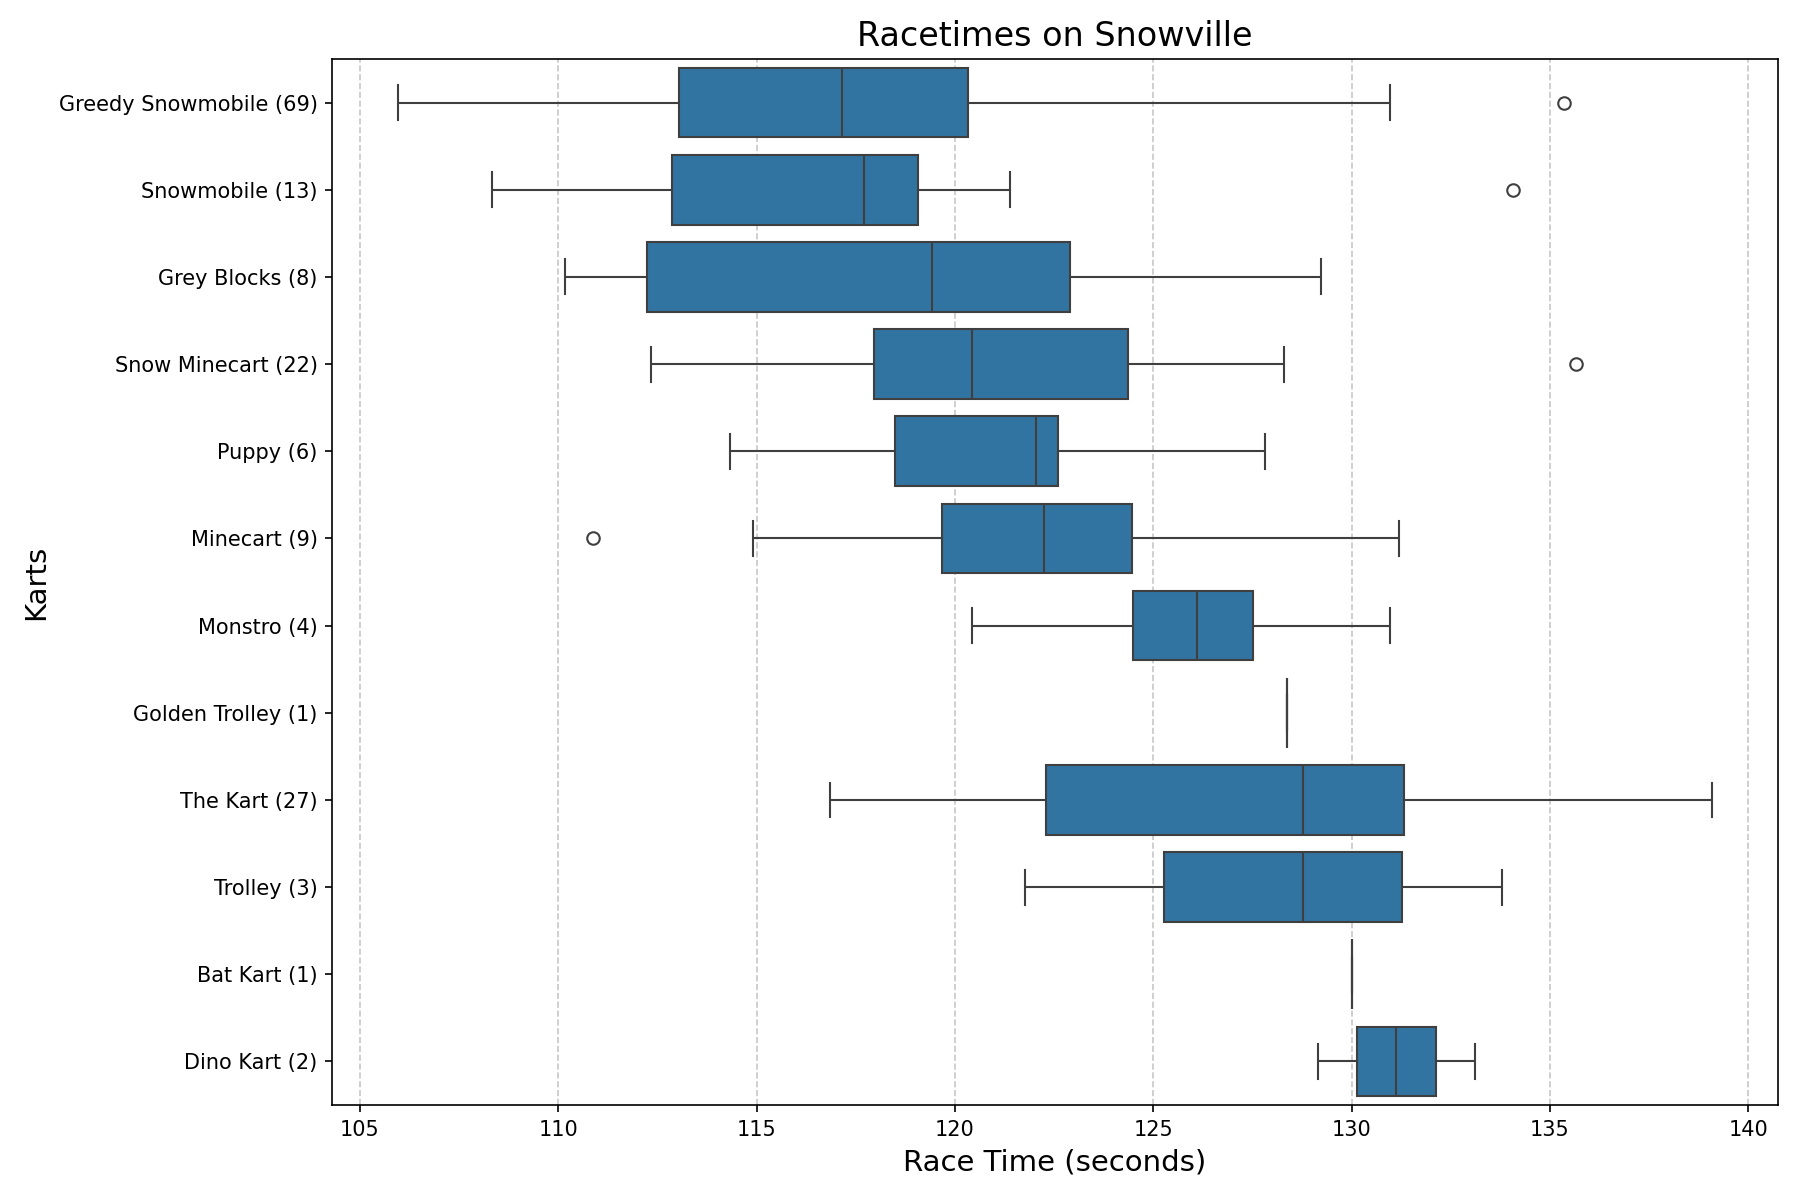 Racetimes on Snowville
Greedy Snowmobile (69)
Snowmobile (13)
Grey Blocks (8)
Snow Minecart (22)
Puppy (6)
Minecart (9)
Monstro (4)
Golden Trolley (1)
The Kart (27)
Trolley (3)
Bat Kart (1)
Dino Kart (2)
Karts
105 110 115 120 125 130 135 140
Race Time (seconds)